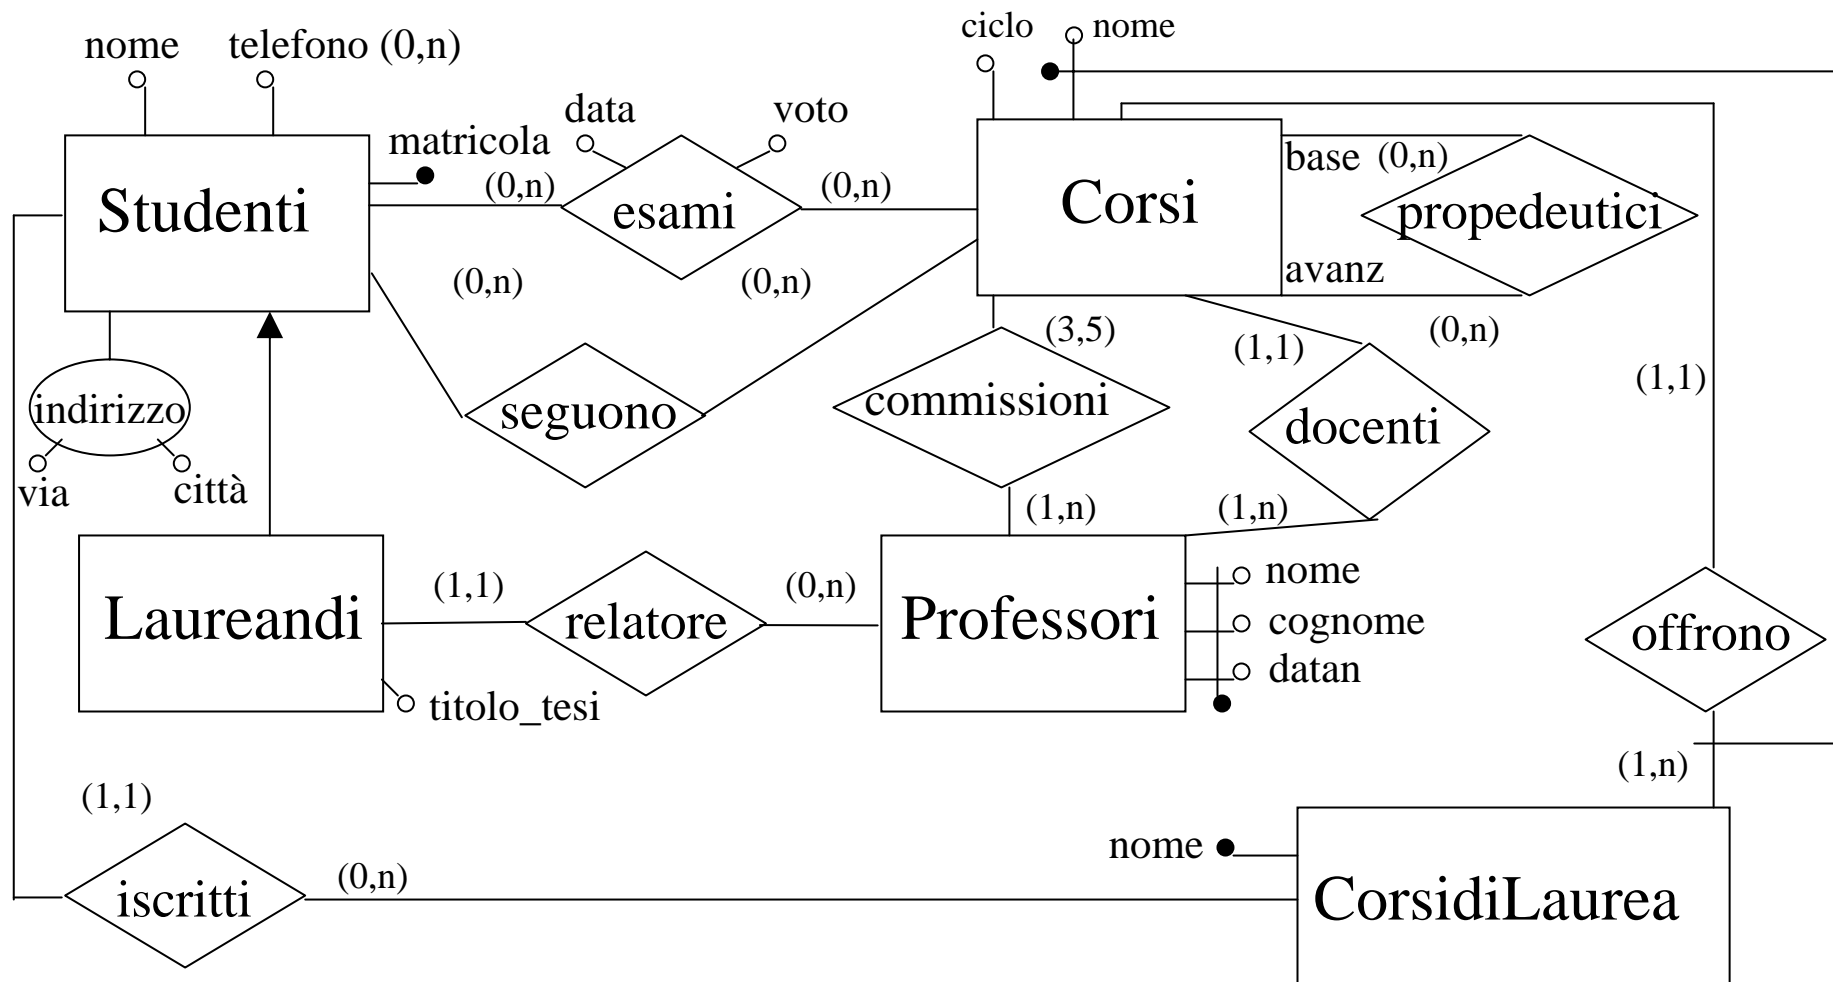 ciclo
nome
nome
telefono (0,n)
data
voto
matricola
(0,n)
(0,n)
base
(0,n)
Studenti
esami
Corsi
propedeutici
(0,n)
(0,n)
avanz
(3,5)
(1,1)
(0,n)
(1,1)
indirizzo
seguono
commissioni
docenti
via
città
(1,n)
(1,n)
(1,1)
(0,n)
nome
Laureandi
relatore
Professori
cognome
offrono
datan
titolo_tesi
(1,n)
(1,1)
nome
(0,n)
iscritti
CorsidiLaurea